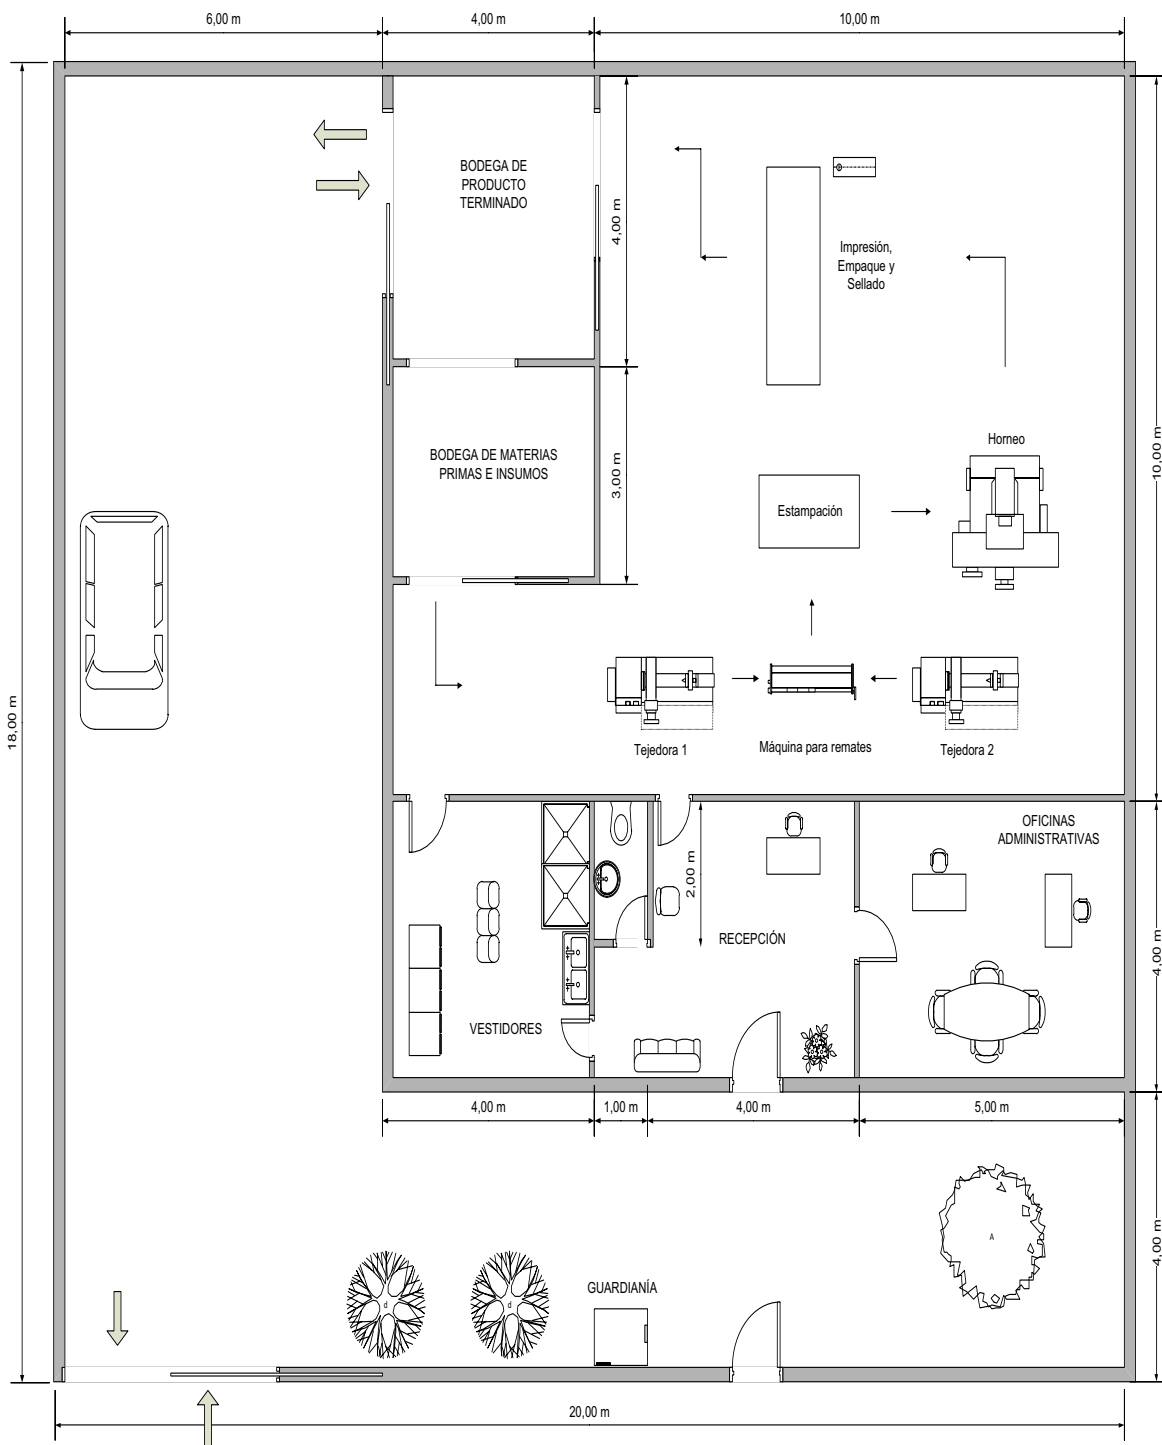 6,00 m
4,00 m
10,00 m
BODEGA DE
PRODUCTO
TERMINADO
4,00 m
Impresión,
Empaque y
Sellado
BODEGA DE MATERIAS
PRIMAS E INSUMOS
3,00 m
Horneo
10,00 m
Estampación
18,00 m
Tejedora 1
Máquina para remates
Tejedora 2
OFICINAS
ADMINISTRATIVAS
2,00 m
RECEPCIÓN
4,00 m
VESTIDORES
4,00 m
1,00 m
4,00 m
5,00 m
4,00 m
A
GUARDIANÍA
d
d
20,00 m